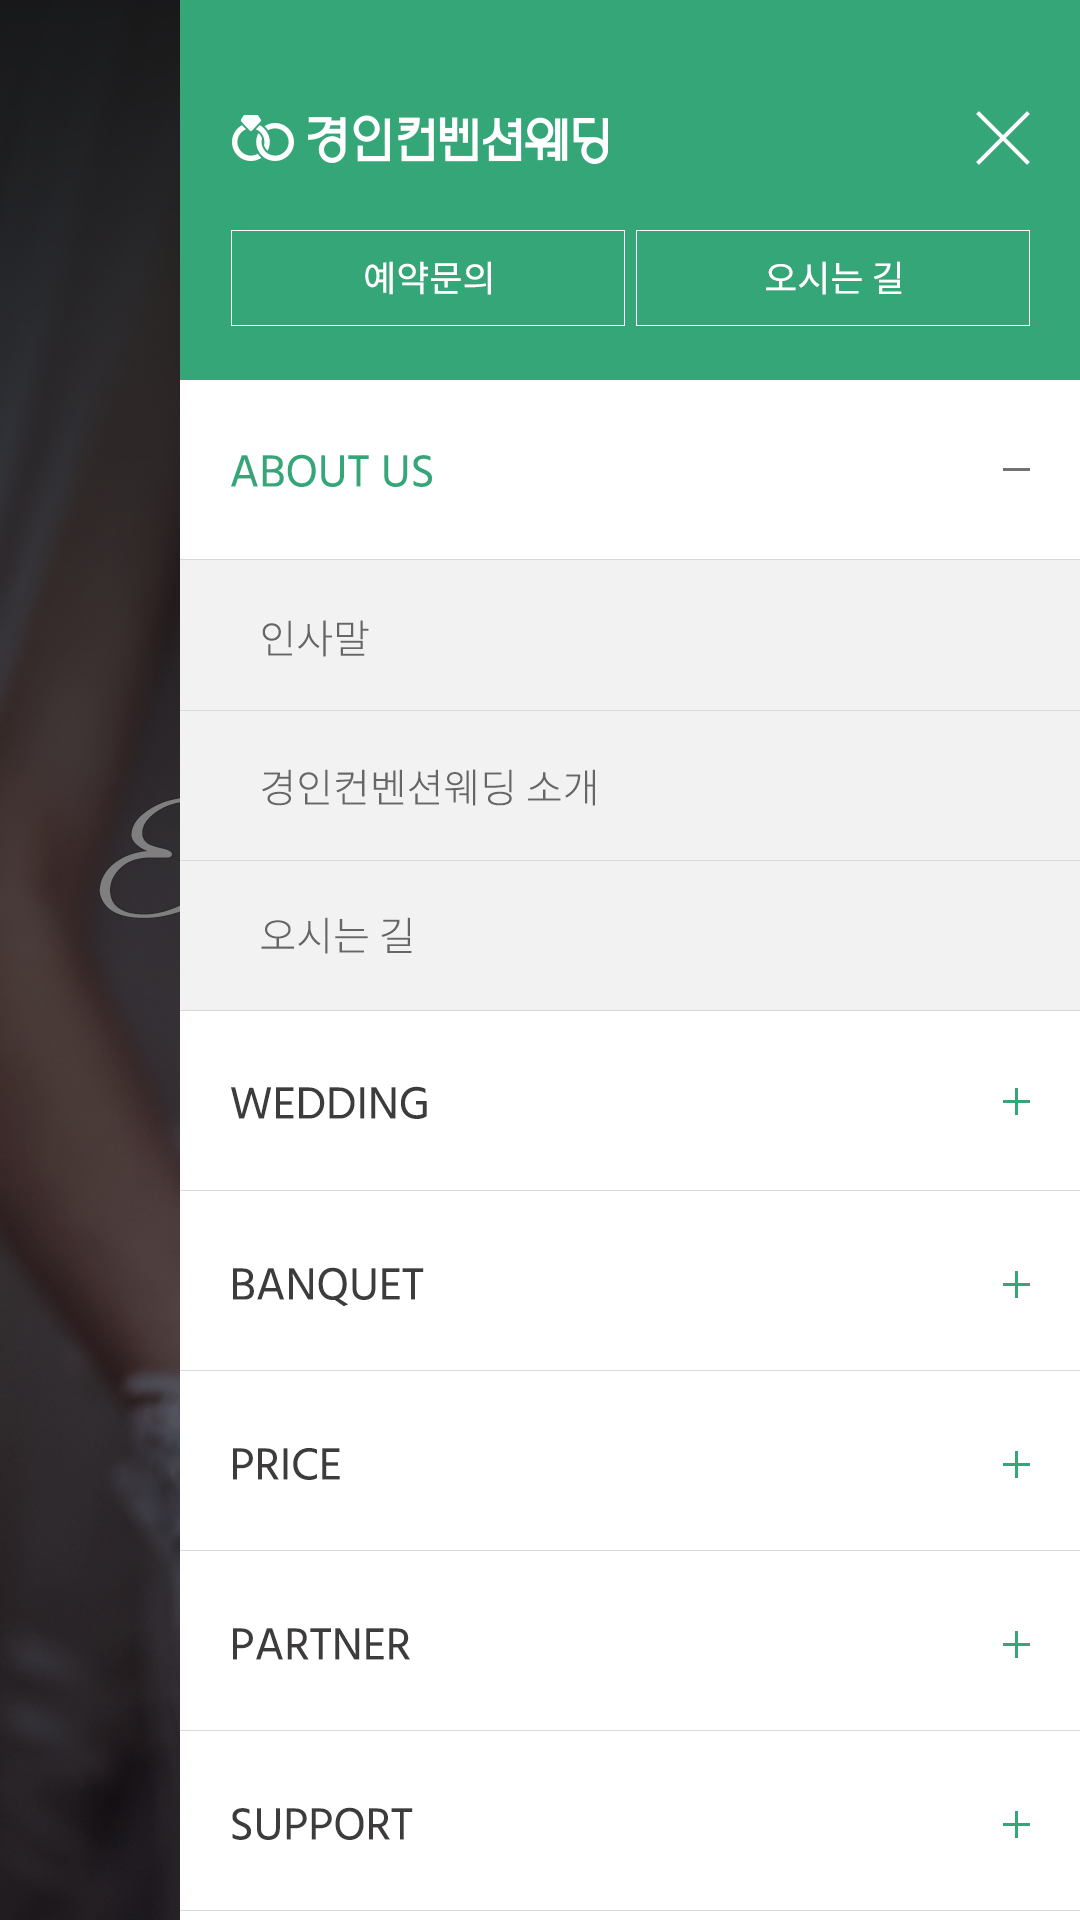 경인컨벤션웨딩
예약문의
오시는 길
ABOUT US
인사말
경인컨벤션웨딩 소개
오시는 길
E
WEDDING
BANQUET
PRICE
PARTNER
SUPPORT